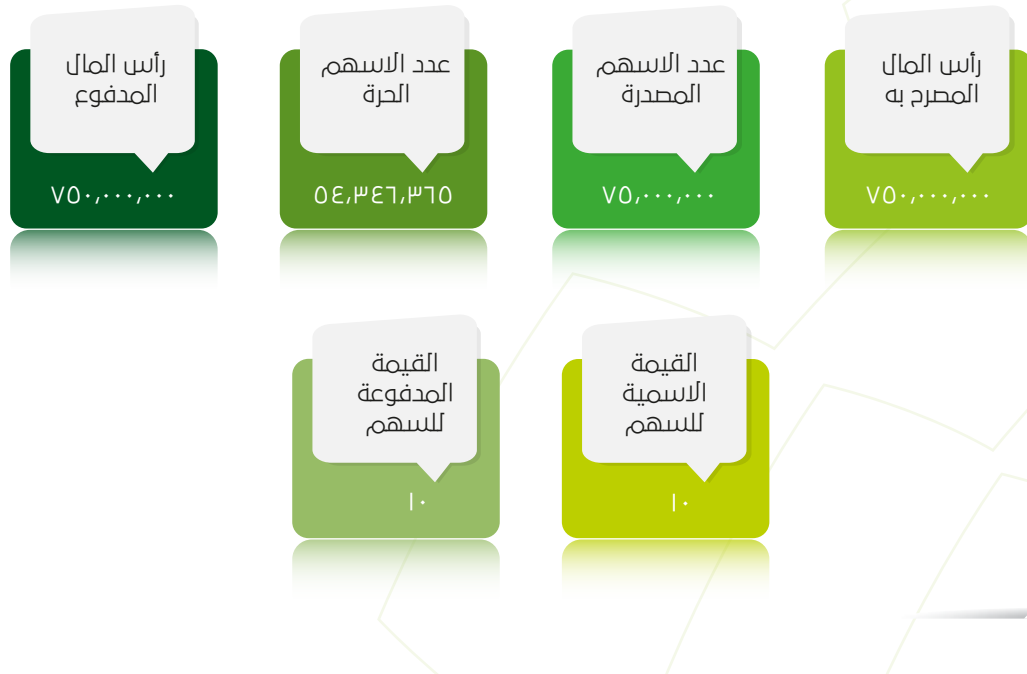 رأس المال
المصرح به
٧٥٠,٠٠٠,٠٠٠
عدد الاسهم
المصدرة
٧٥,٠٠٠,٠٠٠
عدد الاسهم
الحرة
٥٤,٣٤٦,٣٦٥
رأس المال
المدفوع
٧٥٠,٠٠٠,٠٠٠
القيمة
الاسمية
للسهم
١٠
القيمة
المدفوعة
للسهم
١٠